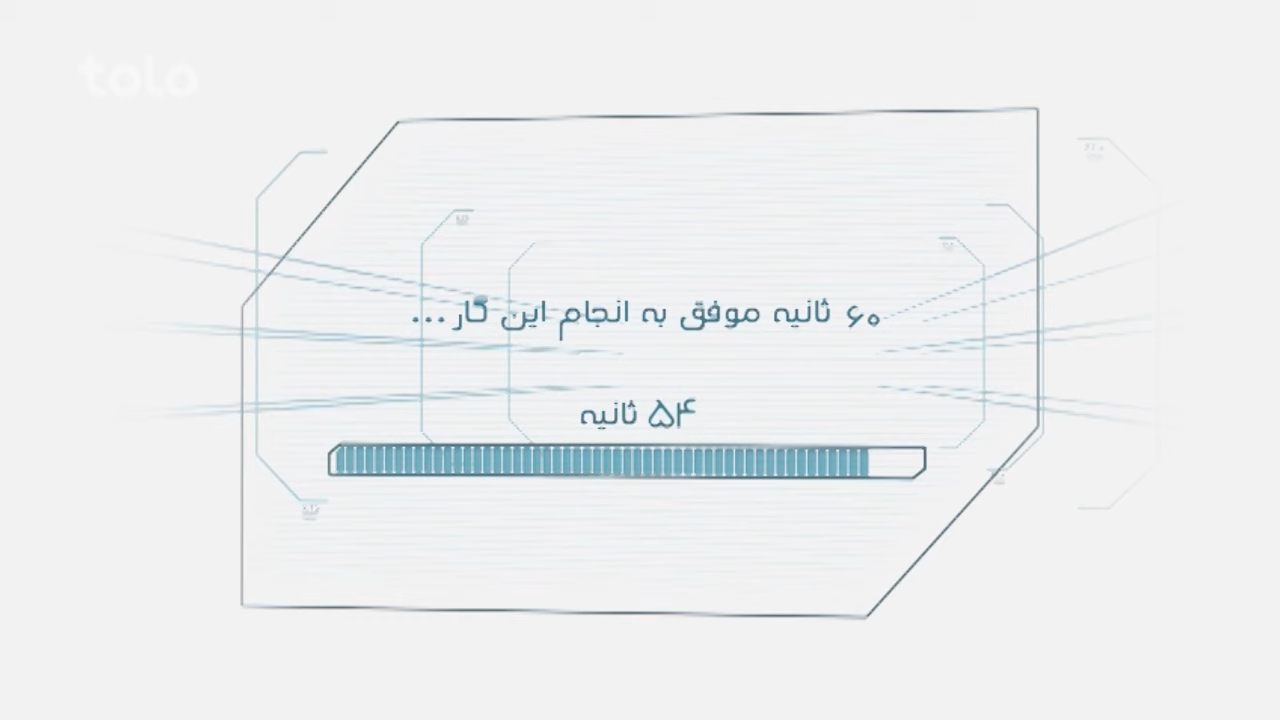 tolo
۶۰ ثانیه موفق به انجام این کار ...
۵۴ ثانیه